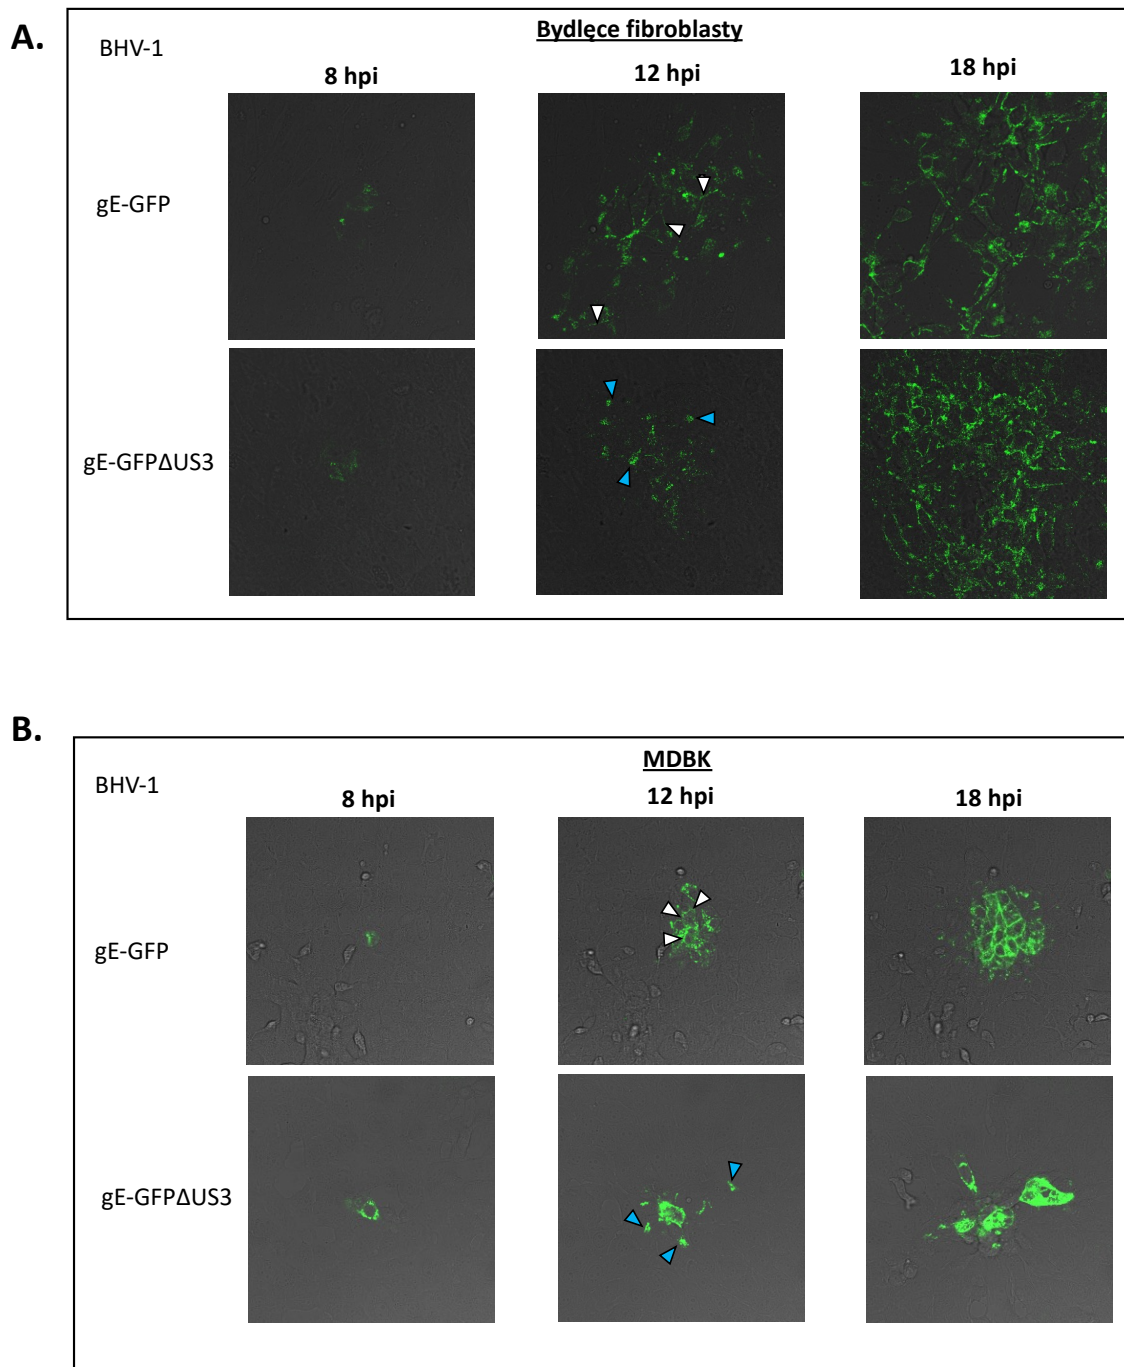 A.
Bydlęce fibroblasty
BHV-1
8 hpi
12 hpi
18 hpi
gE-GFP
gE-GFPΔUS3
B.
MDBK
BHV-1
8 hpi
12 hpi
18 hpi
gE-GFP
gE-GFPΔUS3